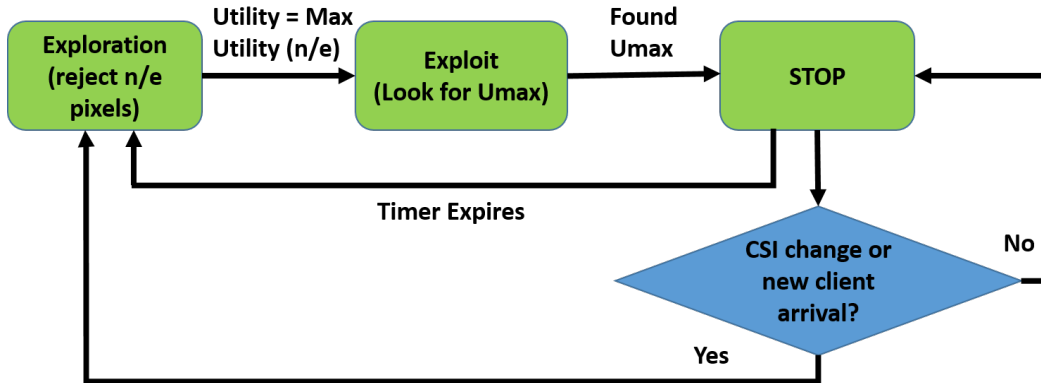 Exploration
(reject n/e
pixels)
Utility = Max
Utility (n/e)
Exploit
(Look for Umax)
Found
Umax
STOP
Timer Expires
CSI change or
new client
arrival?
No
Yes